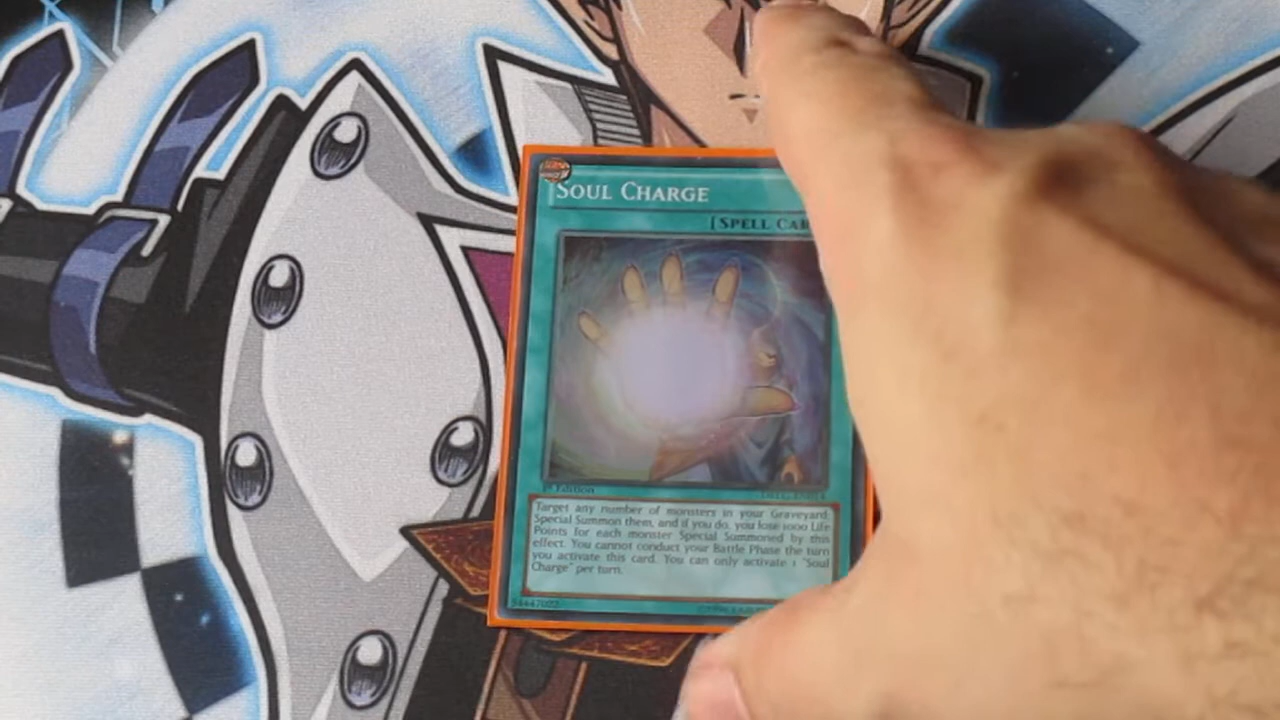 SOUL CHARGE
[SPELL CAR
1st Edition
Target any number of monsters in your Graveyard;
Special Summon them, and if you do, you lose 1000 Life
Points for each monster Special Summoned by this
effect. You cannot conduct your Battle Phase the turn
you activate this card. You can only activate 1 "Soul
Charge" per turn.
54447022